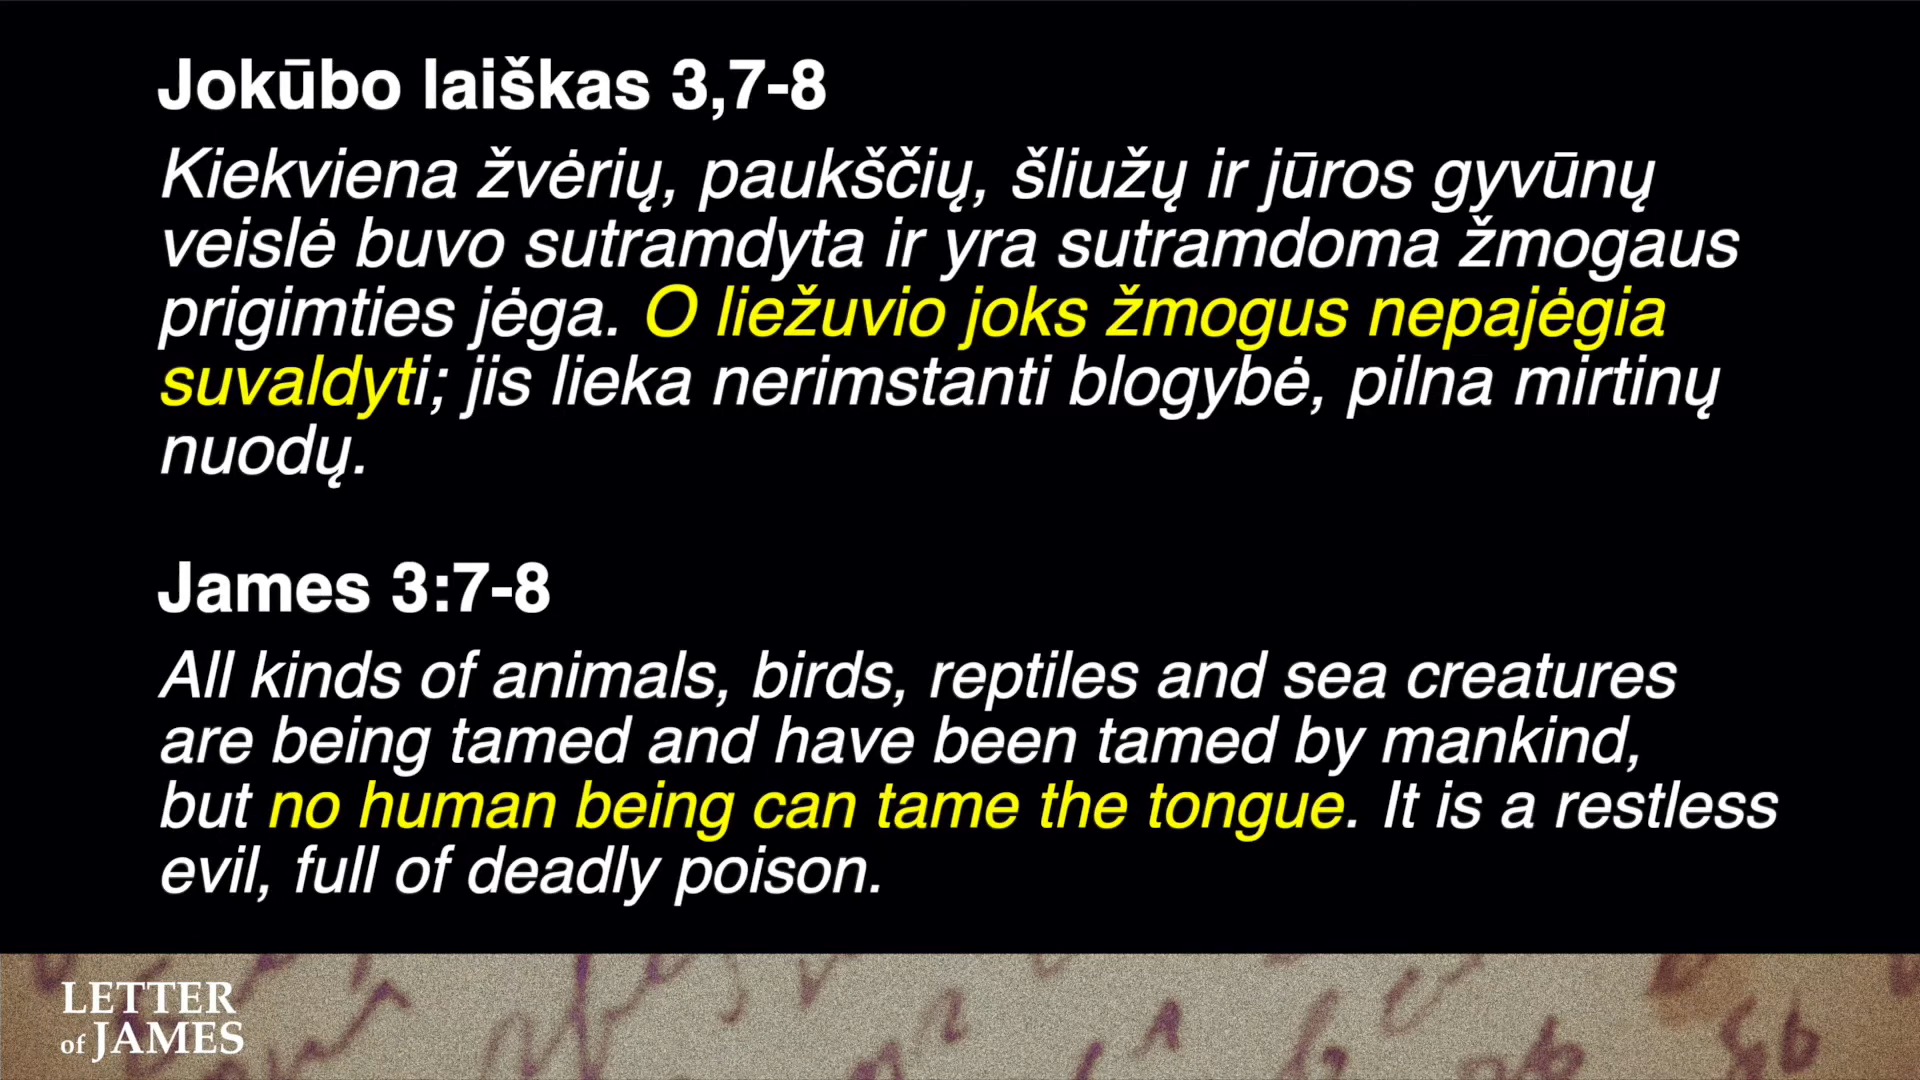 Jokūbo laiškas 3,7-8
Kiekviena žvėrių, paukščių, šliužų ir jūros gyvūnų
veislė buvo sutramdyta ir yra sutramdoma žmogaus
prigimties jėga. O liežuvio joks žmogus nepajėgia
suvaldyti; jis lieka nerimstanti blogybė, pilna mirtinų
nuodų.
James 3:7-8
All kinds of animals, birds, reptiles and sea creatures
are being tamed and have been tamed by mankind,
but no human being can tame the tongue. It is a restless
evil, full of deadly poison.
LETTER
of JAMES